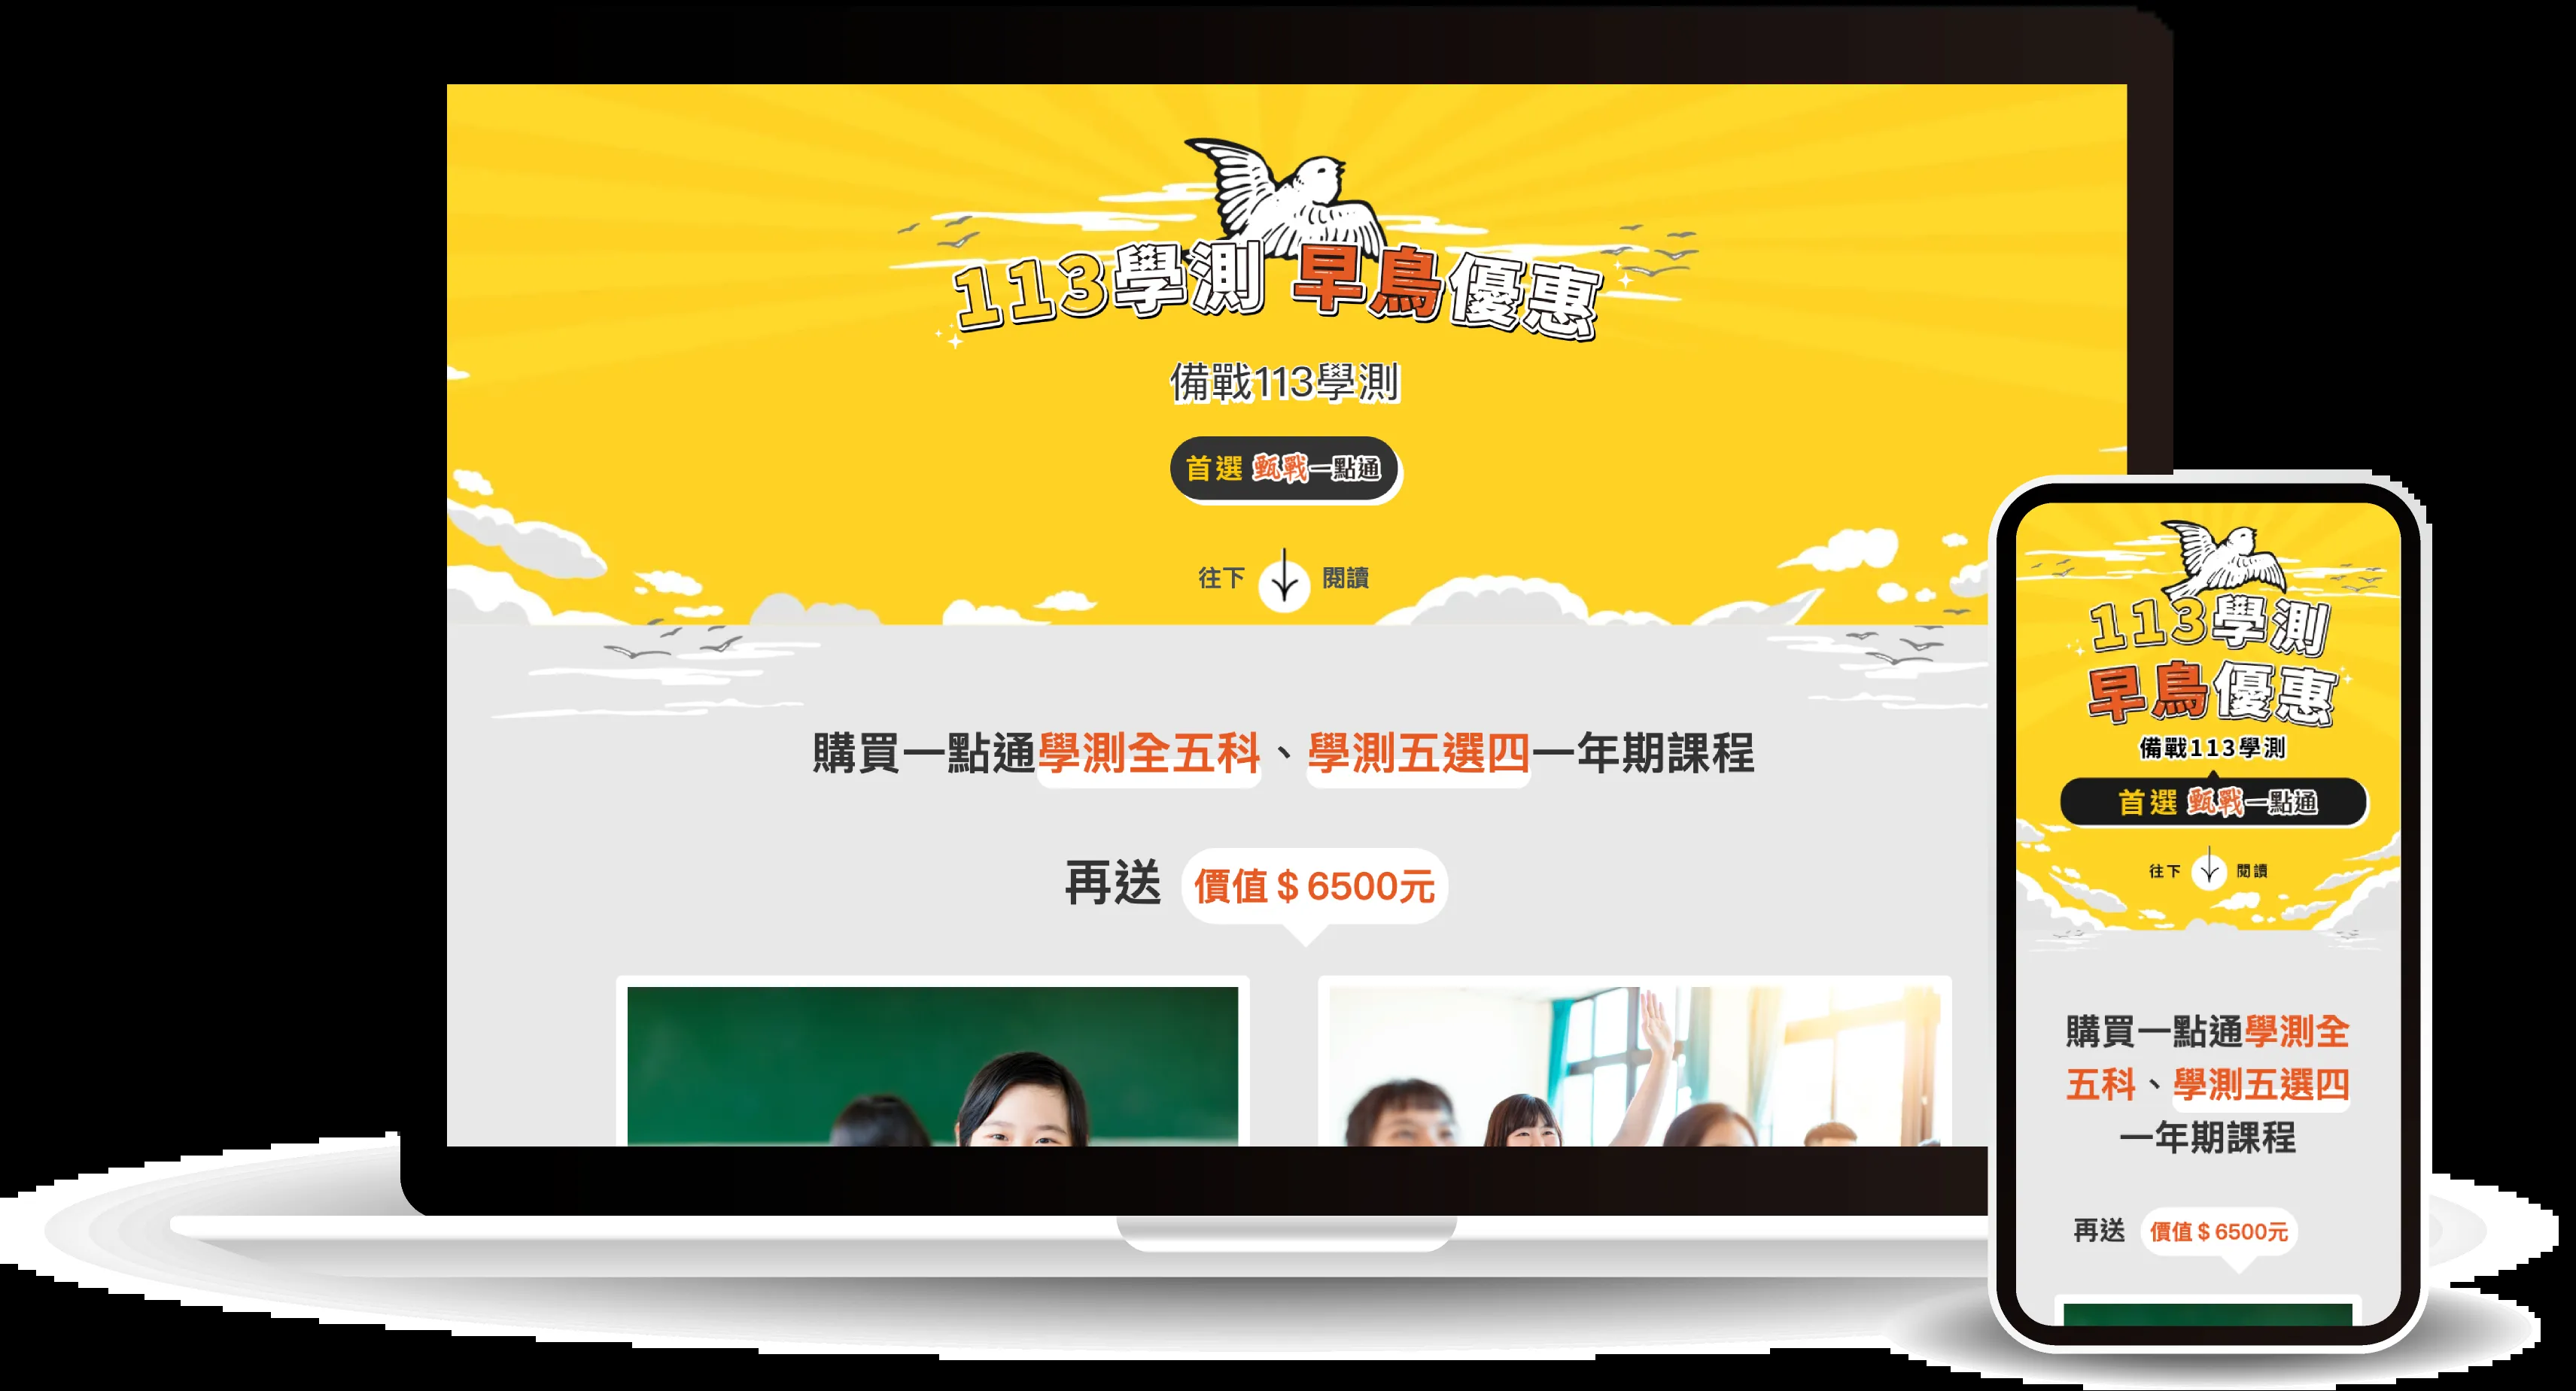 113學測 早鳥優惠
備戰113學測
首選 甄戰一點通
往下 閱讀
購買一點通學測全五科、學測五選四一年期課程
再送 價值$6500元
113學測
早鳥優惠
備戰113學測
首選 甄戰一點通
往下 閱讀
購買一點通學測全
五科、學測五選四
一年期課程
再送 價值$6500元